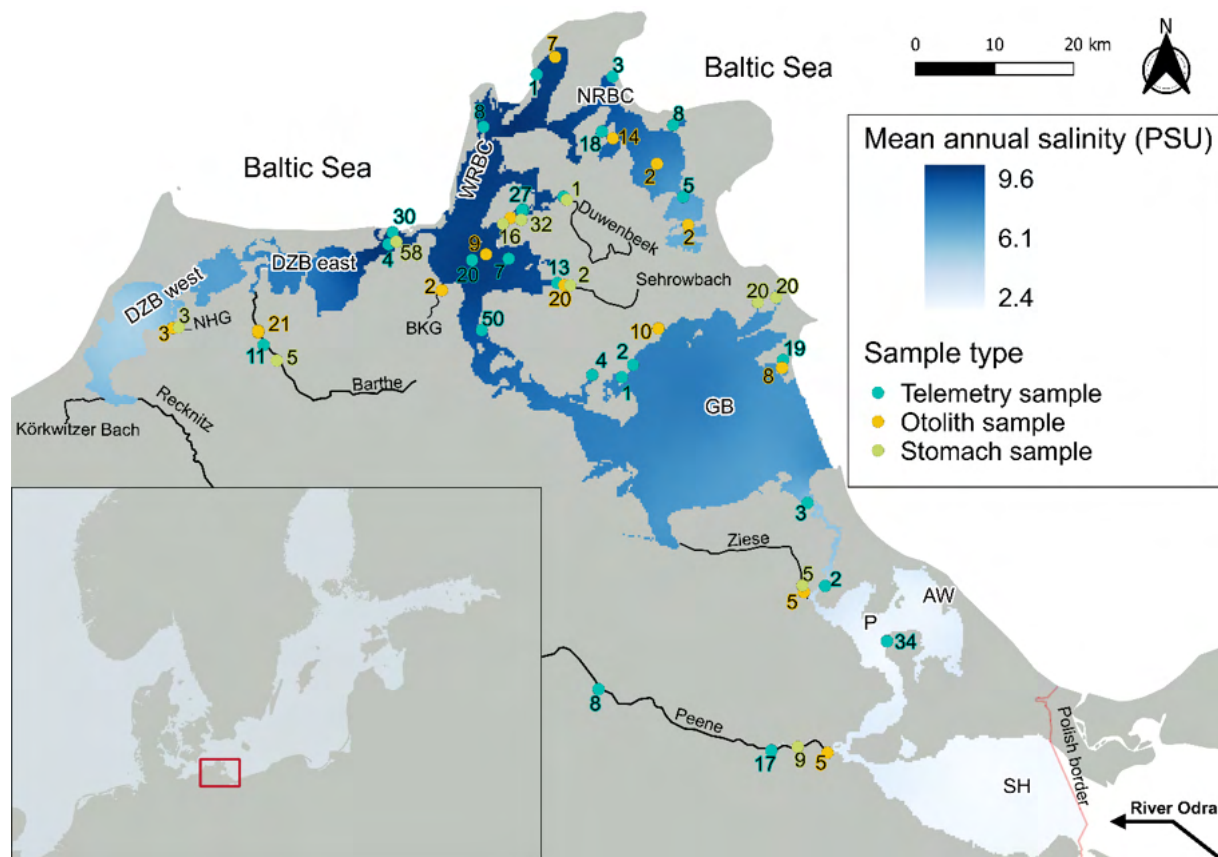 N
0 10 20 km
Baltic Sea
Baltic Sea
Baltic Sea
7
1
3
NRBC
8
8
18
14
2
WRBC
5
2
27
1
32
16
Duwenbeek
30
58
4
DZB east
9
20
7
13
2
20
Sehrowbach
DZB west
2
BKG
3
3
NHG
21
11
5
Barthe
50
10
20
20
4
2
1
19
8
GB
Recknitz
Körkwitzer Bach
3
Ziese
5
5
2
AW
P
34
8
Peene
17
9
5
SH
Polish border
River Odra
Mean annual salinity (PSU)
9.6
6.1
2.4
Sample type
Telemetry sample
Otolith sample
Stomach sample